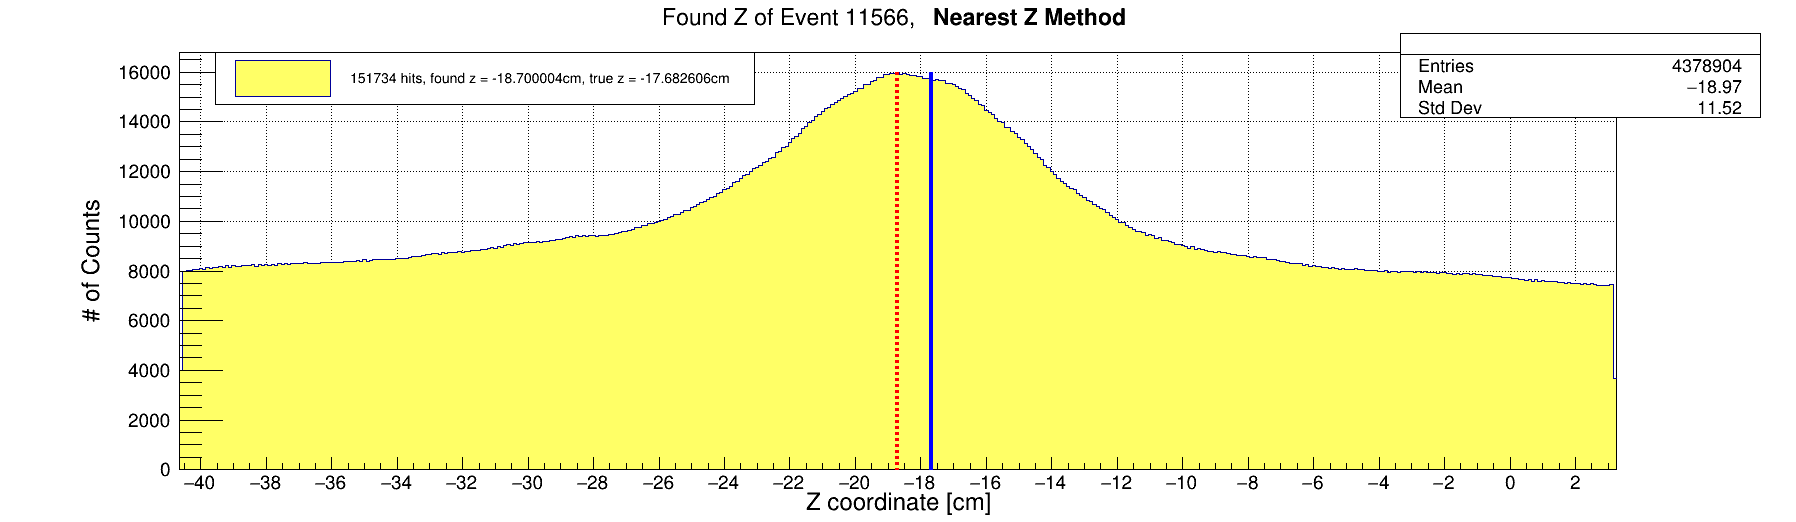 Found Z of Event 11566, Nearest Z Method
151734 hits, found z = -18.700004cm, true z = -17.682606cm
Entries 4378904
Mean −18.97
Std Dev 11.52
16000
14000
12000
10000
8000
6000
4000
2000
0
# of Counts
−40 −38 −36 −34 −32 −30 −28 −26 −24 −22 −20 −18 −16 −14 −12 −10 −8 −6 −4 −2 0 2
Z coordinate [cm]